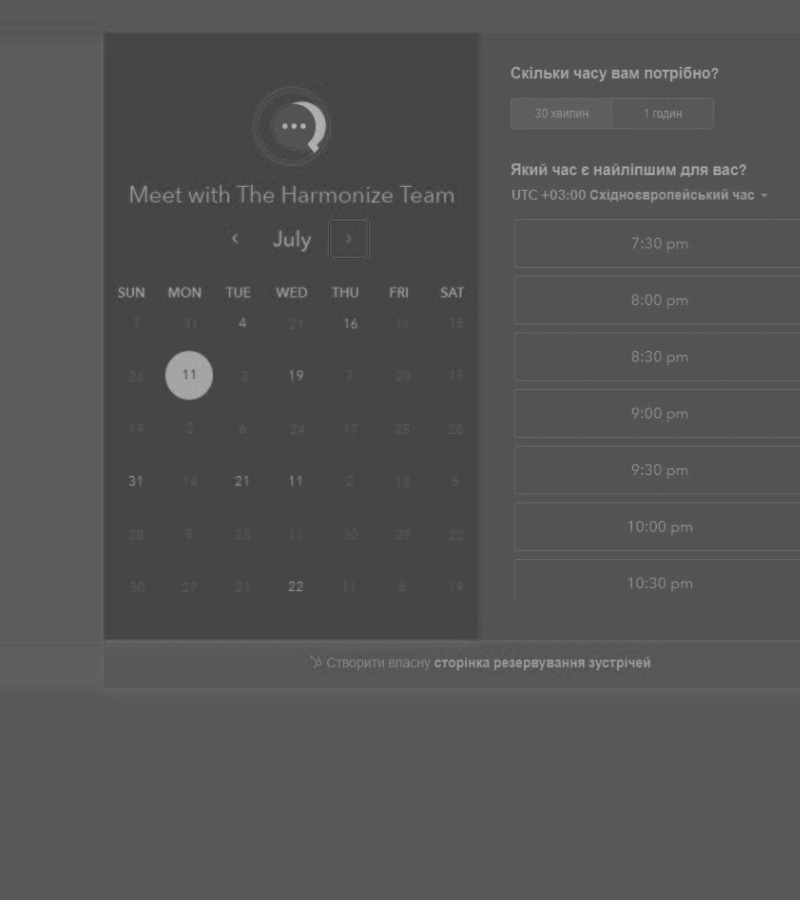 Meet with The Harmonize Team
July
SUN MON TUE WED THU FRI SAT
7 31 4 21 16 11 15
26 11 3 19 7 29 15
19 2 6 24 17 25 28
31 14 21 11 2 18 5
28 5 25 11 30 29 22
30 27 21 22 11 6 19
Скільки часу вам потрібно?
30 хвилин 1 годин
Який час є найліпшим для вас?
UTC +03:00 Східноєвропейський час
7:30 pm
8:00 pm
8:30 pm
9:00 pm
9:30 pm
10:00 pm
10:30 pm
Створити власну сторінка резервування зустрічей